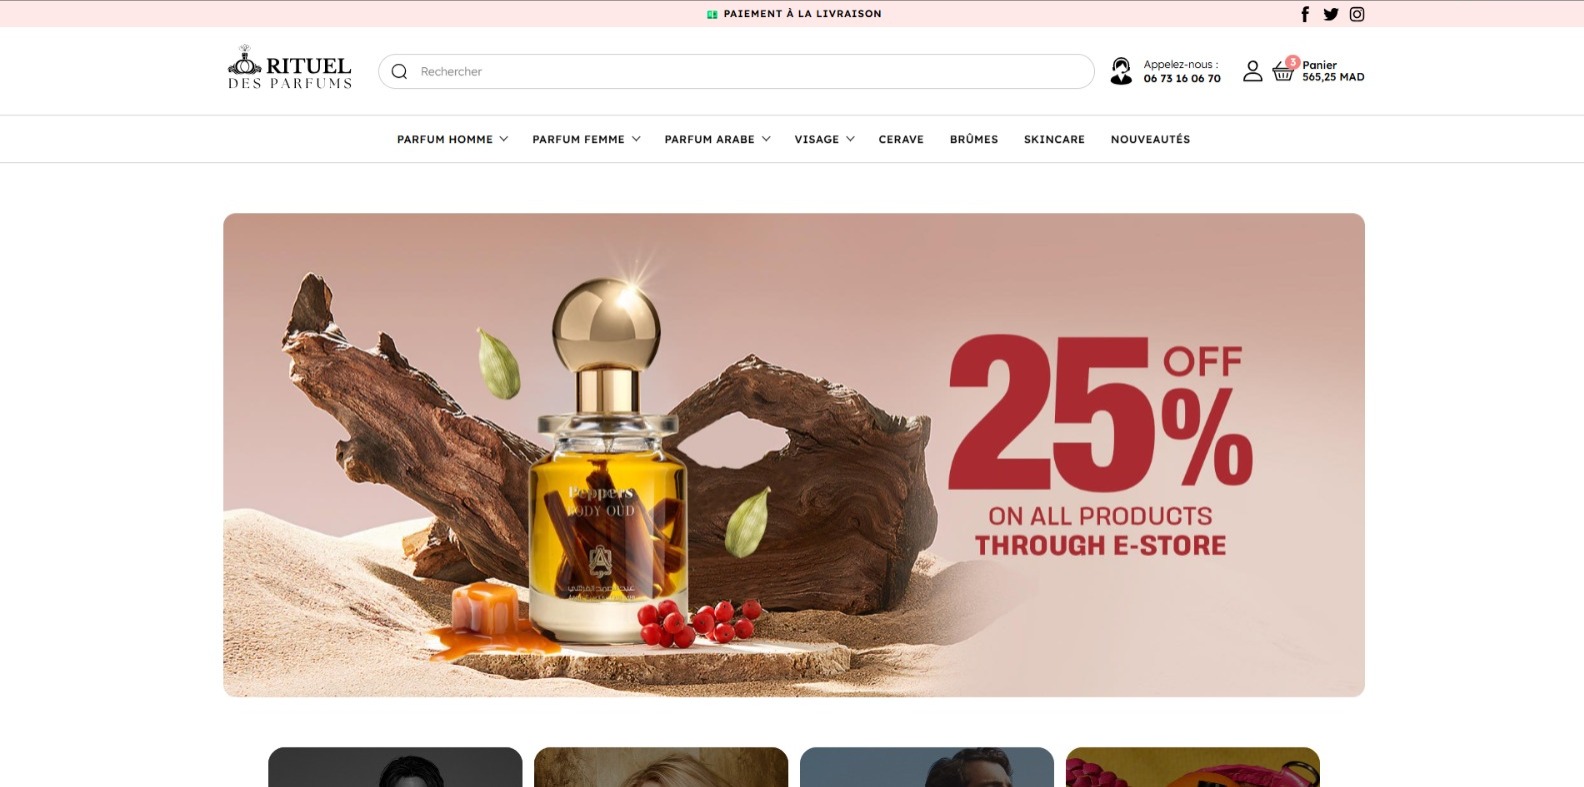 PAIEMENT À LA LIVRAISON
RITUEL
DES PARFUMS
Rechercher
Appelez-nous :
06 73 16 06 70
3
Panier
565,25 MAD
PARFUM HOMME
PARFUM FEMME
PARFUM ARABE
VISAGE
CERAVE
BRÛMES
SKINCARE
NOUVEAUTÉS
25% OFF
ON ALL PRODUCTS
THROUGH E-STORE
Peppers
BODY OUD